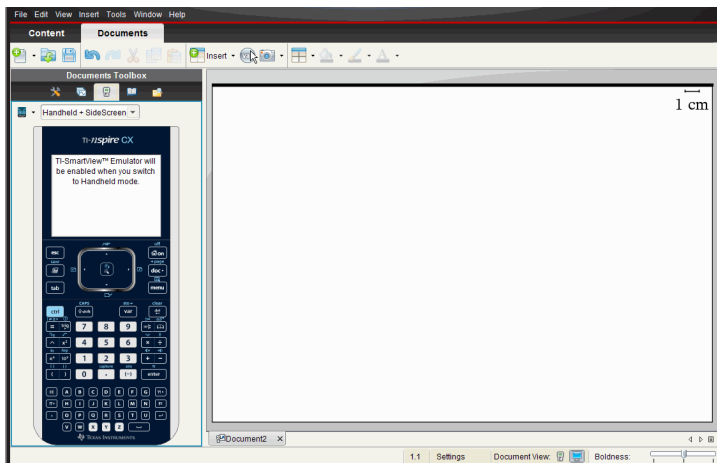 File Edit View Insert Tools Window Help
Content Documents
Insert
Documents Toolbox
Handheld + SideScreen
1 cm
TI-nspire CX
TI-SmartView™ Emulator will
be enabled when you switch
to Handheld mode.
esc
on
doc
tab
menu
ctrl
CAPS
shift
var
clear
7 8 9
4 5 6
1 2 3
0 . (-) enter
A B C D E F G
H I J K L M N
O P Q R S T U
V W X Y Z
TEXAS INSTRUMENTS
Document2 ×
1.1 Settings Document View: Boldness: